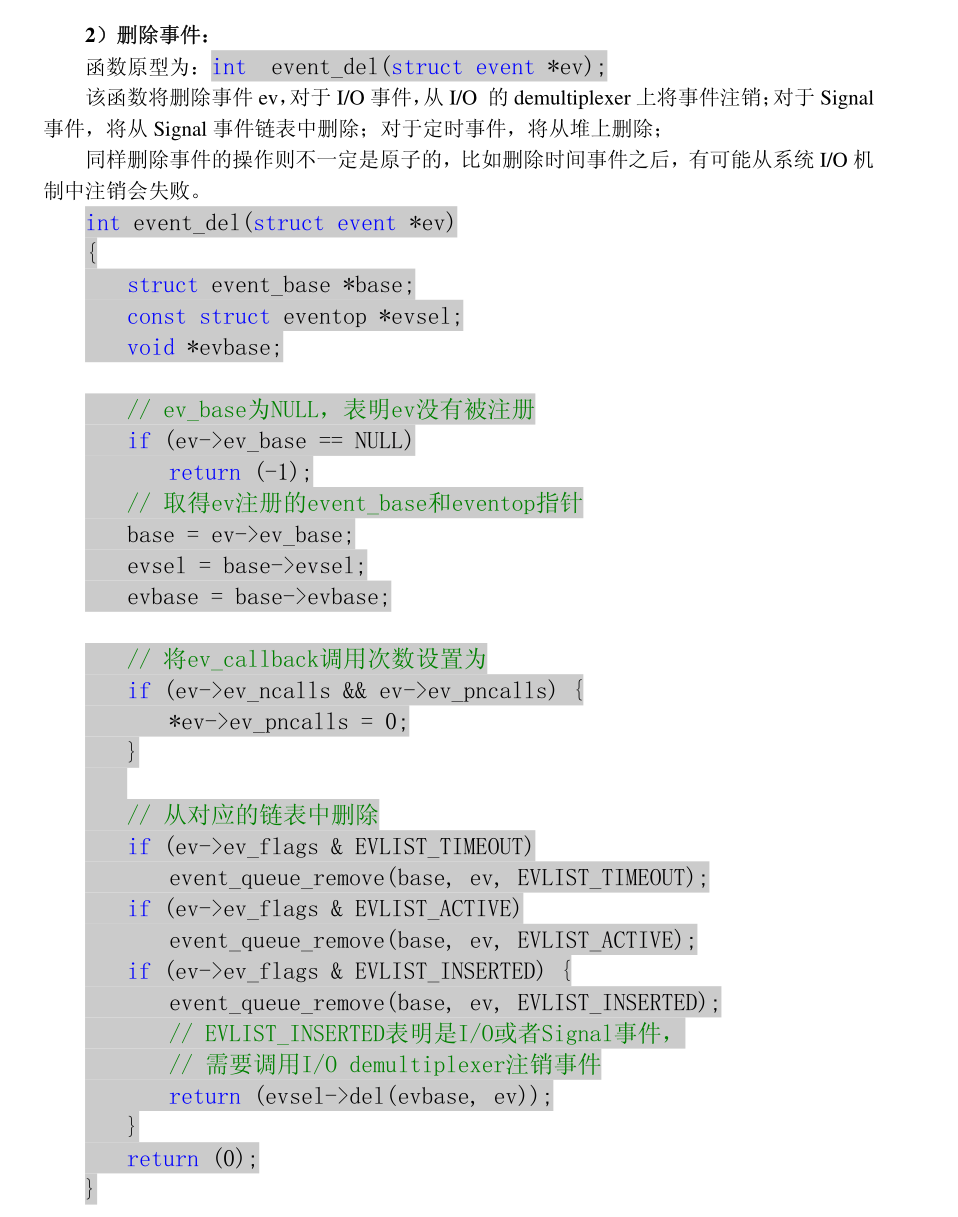 2）删除事件：
函数原型为：int  event_del(struct event *ev);
该函数将删除事件 ev，对于 I/O 事件，从 I/O 的 demultiplexer 上将事件注销；对于 Signal
事件，将从 Signal 事件链表中删除；对于定时事件，将从堆上删除；
同样删除事件的操作则不一定是原子的，比如删除时间事件之后，有可能从系统 I/O 机
制中注销会失败。
int event_del(struct event *ev)
{
struct event_base *base;
const struct eventop *evsel;
void *evbase;
// ev_base为NULL，表明ev没有被注册
if (ev->ev_base == NULL)
return (-1);
// 取得ev注册的event_base和eventop指针
base = ev->ev_base;
evsel = base->evsel;
evbase = base->evbase;
// 将ev_callback调用次数设置为
if (ev->ev_ncalls && ev->ev_pncalls) {
*ev->ev_pncalls = 0;
}
// 从对应的链表中删除
if (ev->ev_flags & EVLIST_TIMEOUT)
event_queue_remove(base, ev, EVLIST_TIMEOUT);
if (ev->ev_flags & EVLIST_ACTIVE)
event_queue_remove(base, ev, EVLIST_ACTIVE);
if (ev->ev_flags & EVLIST_INSERTED) {
event_queue_remove(base, ev, EVLIST_INSERTED);
// EVLIST_INSERTED表明是I/O或者Signal事件，
// 需要调用I/O demultiplexer注销事件
return (evsel->del(evbase, ev));
}
return (0);
}